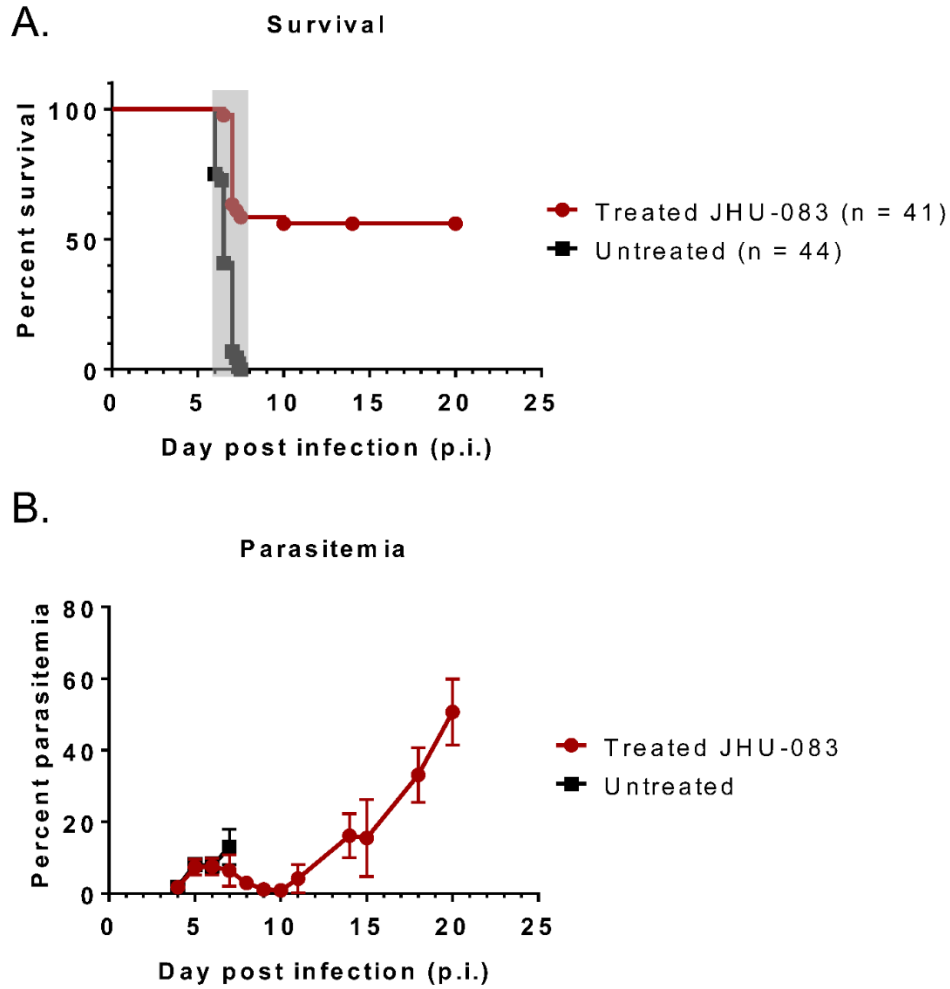 A.
Survival
Percent survival
100
50
0
0 5 10 15 20 25
Day post infection (p.i.)
Treated JHU-083 (n = 41)
Untreated (n = 44)
B.
Parasitemia
Percent parasitemia
80
60
40
20
0
0 5 10 15 20 25
Day post infection (p.i.)
Treated JHU-083
Untreated